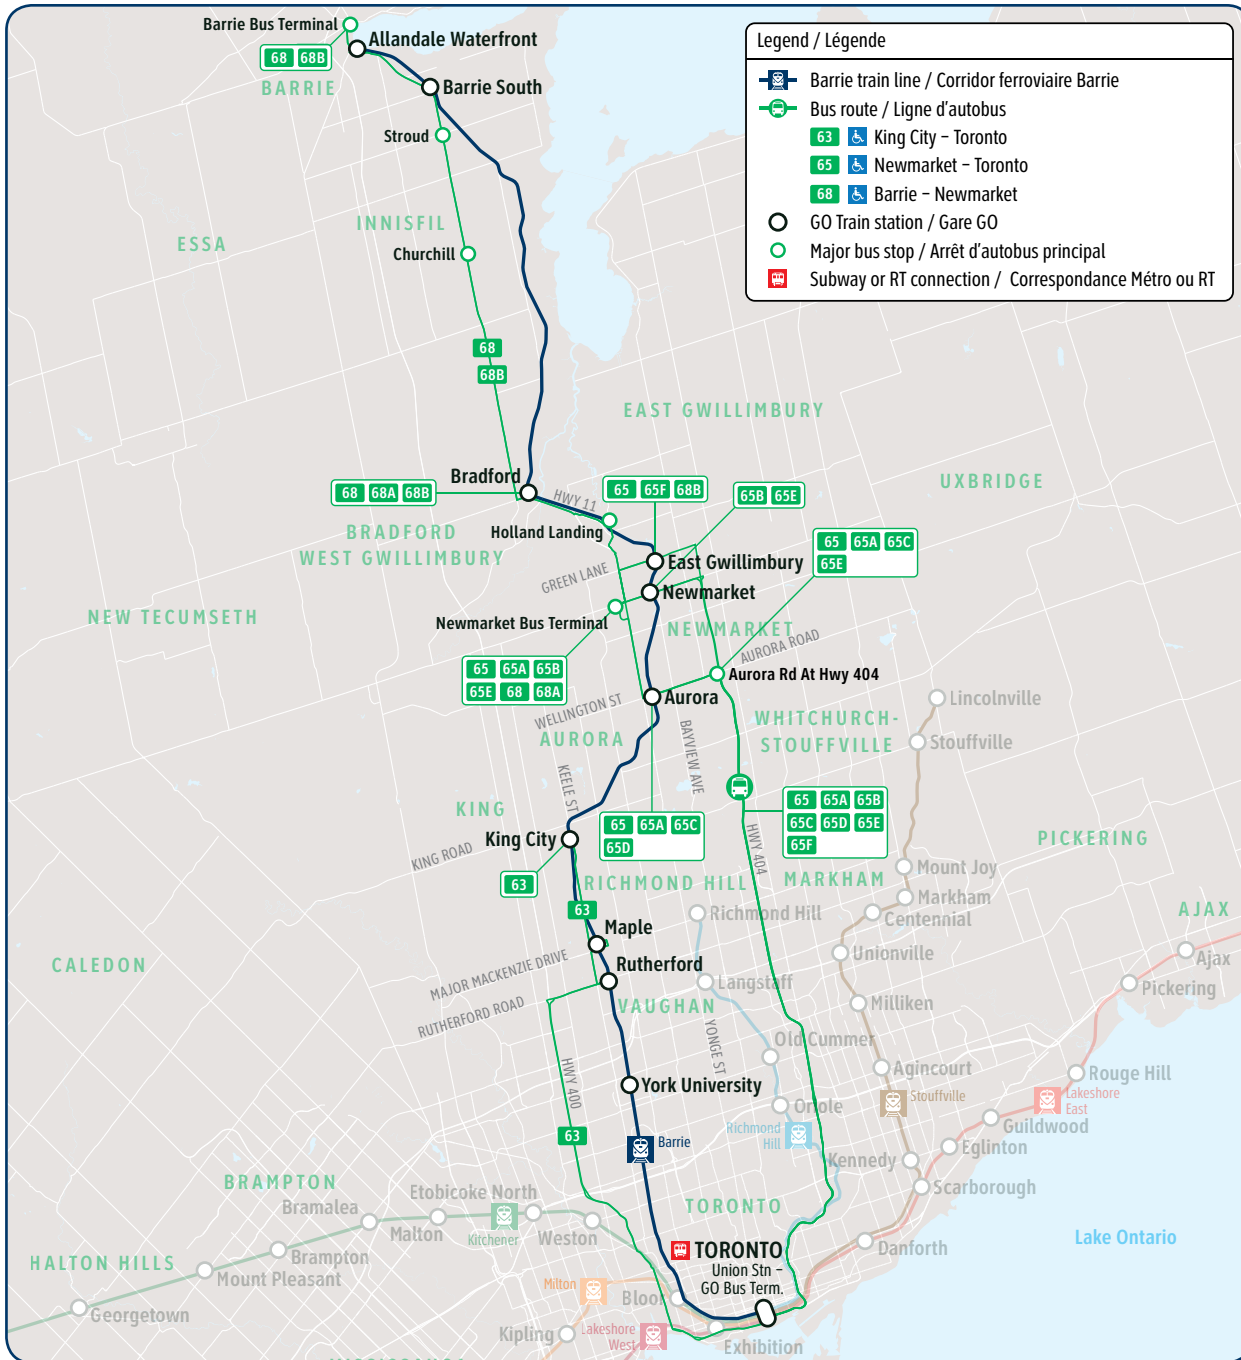 Barrie Bus Terminal
Allandale Waterfront
68 68B
BARRIE
Barrie South
Stroud
Legend / Légende
Barrie train line / Corridor ferroviaire Barrie
Bus route / Ligne d'autobus
63 King City – Toronto
65 Newmarket – Toronto
68 Barrie – Newmarket
GO Train station / Gare GO
Major bus stop / Arrêt d'autobus principal
Subway or RT connection / Correspondance Métro ou RT
INNISFIL
ESSA
Churchill
68
68B
EAST GWILLIMBURY
UXBRIDGE
Bradford
68 68A 68B
HWY 11
65 65F 68B
65B 65E
BRADFORD
WEST GWILLIMBURY
Holland Landing
65 65A 65C
65E
East Gwillimbury
GREEN LANE
Newmarket
NEW TECUMSETH
Newmarket Bus Terminal
NEWMARKET
AURORA ROAD
65 65A 65B
65E 68 68A
Aurora Rd At Hwy 404
WELLINGTON ST
Aurora
Lincolnville
AURORA
BAYVIEW AVE
WHITCHURCH-
STOUFFVILLE
Stouffville
KEELE ST
KING
65 65A 65C
65D
65 65A 65B
65C 65D 65E
65F
HWY 404
King City
KING ROAD
PICKERING
63
RICHMOND HILL
MARKHAM
Mount Joy
Markham
63
Richmond Hill
Centennial
AJAX
Maple
Unionville
Ajax
CALEDON
MAJOR MACKENZIE DRIVE
Rutherford
Langstaff
Pickering
RUTHERFORD ROAD
VAUGHAN
Milliken
YONGE ST
Old Cummer
HWY 400
York University
Agincourt
Rouge Hill
Stouffville
Lakeshore
East
Oriole
Guildwood
63
Barrie
Richmond
Hill
Eglinton
Kennedy
BRAMPTON
Scarborough
Etobicoke North
TORONTO
Bramalea
Malton
Kitchener
Weston
Lake Ontario
Danforth
HALTON HILLS
Brampton
TORONTO
Union Stn –
GO Bus Term.
Mount Pleasant
Milton
Bloor
Georgetown
Kipling
Lakeshore
West
Exhibition